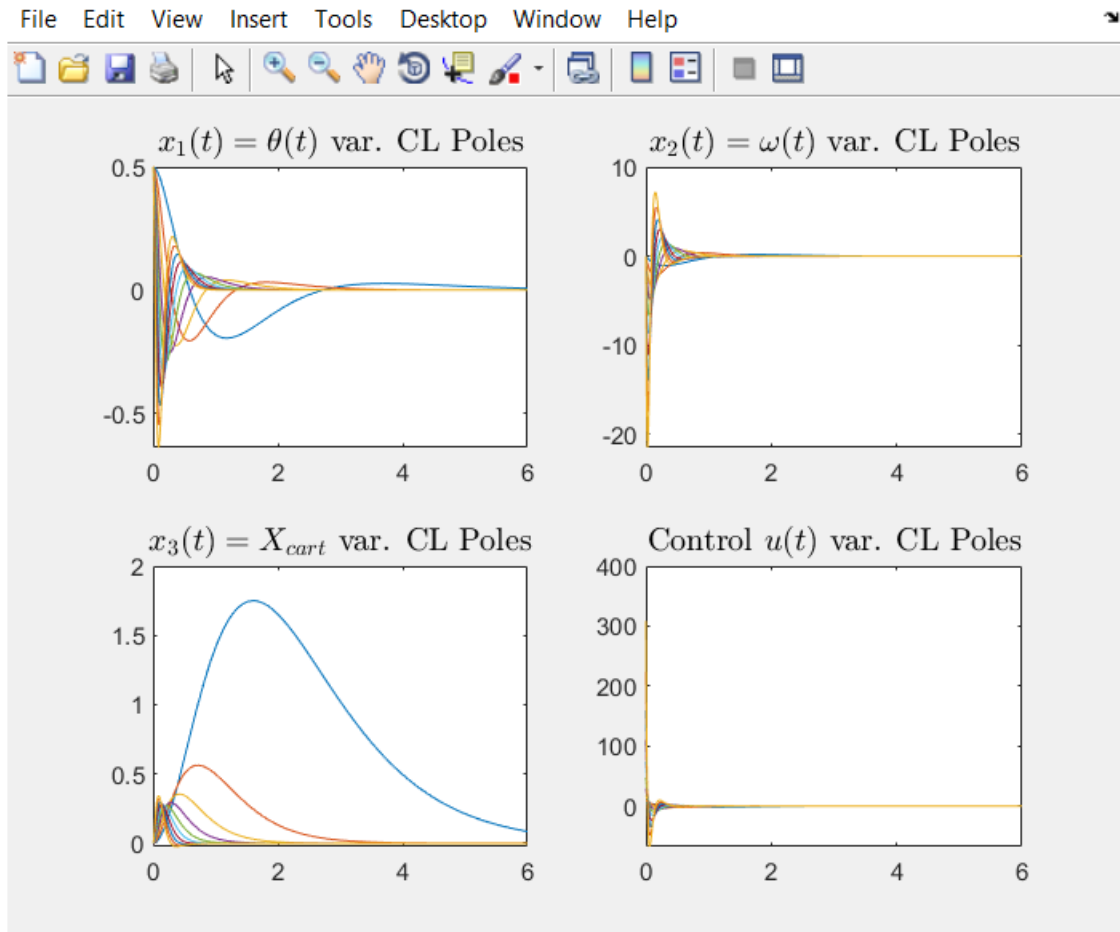 File Edit View Insert Tools Desktop Window Help
x₁(t) = θ(t) var. CL Poles
0.5
0
-0.5
0 2 4 6
x₂(t) = ω(t) var. CL Poles
10
0
-10
-20
0 2 4 6
x₃(t) = X_{cart} var. CL Poles
2
1.5
1
0.5
0
0 2 4 6
Control u(t) var. CL Poles
400
300
200
100
0
0 2 4 6